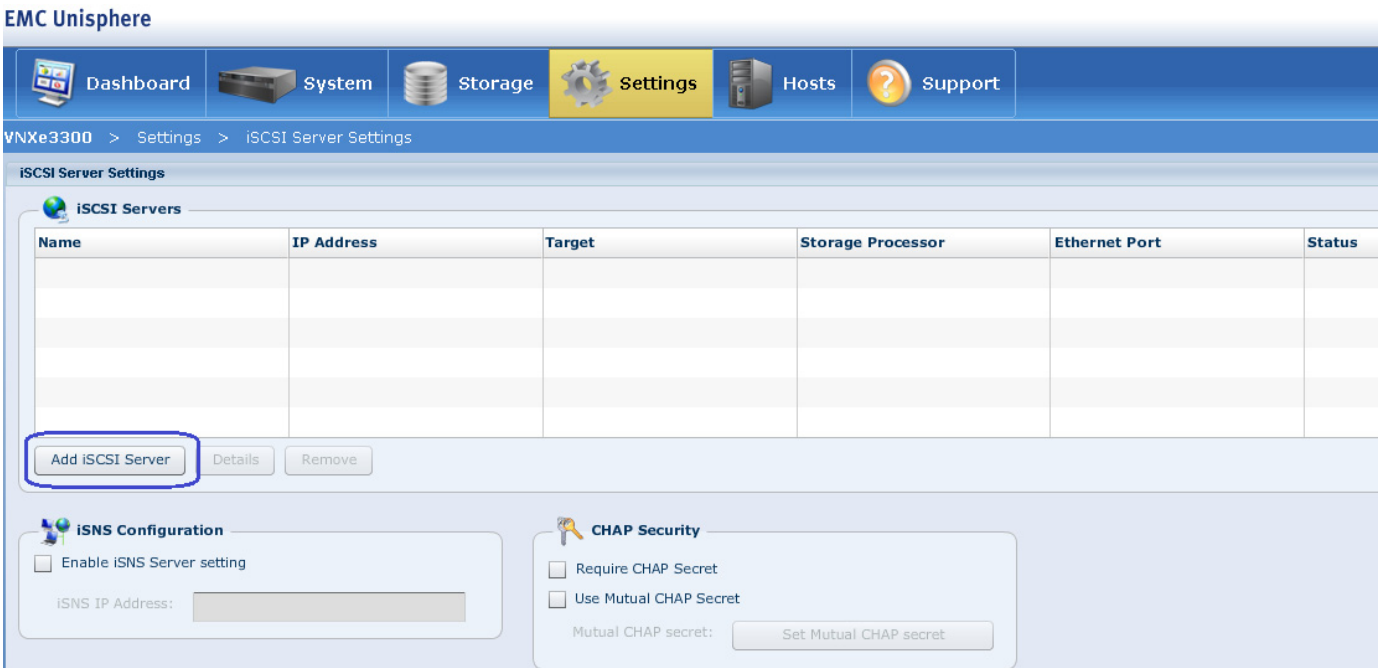 EMC Unisphere
Dashboard System Storage Settings Hosts Support
VNXe3300 > Settings > iSCSI Server Settings
iSCSI Server Settings
iSCSI Servers
Name IP Address Target Storage Processor Ethernet Port Status
Add iSCSI Server Details Remove
iSNS Configuration CHAP Security
Enable iSNS Server setting Require CHAP Secret
Use Mutual CHAP Secret
iSNS IP Address:
Mutual CHAP secret: Set Mutual CHAP secret